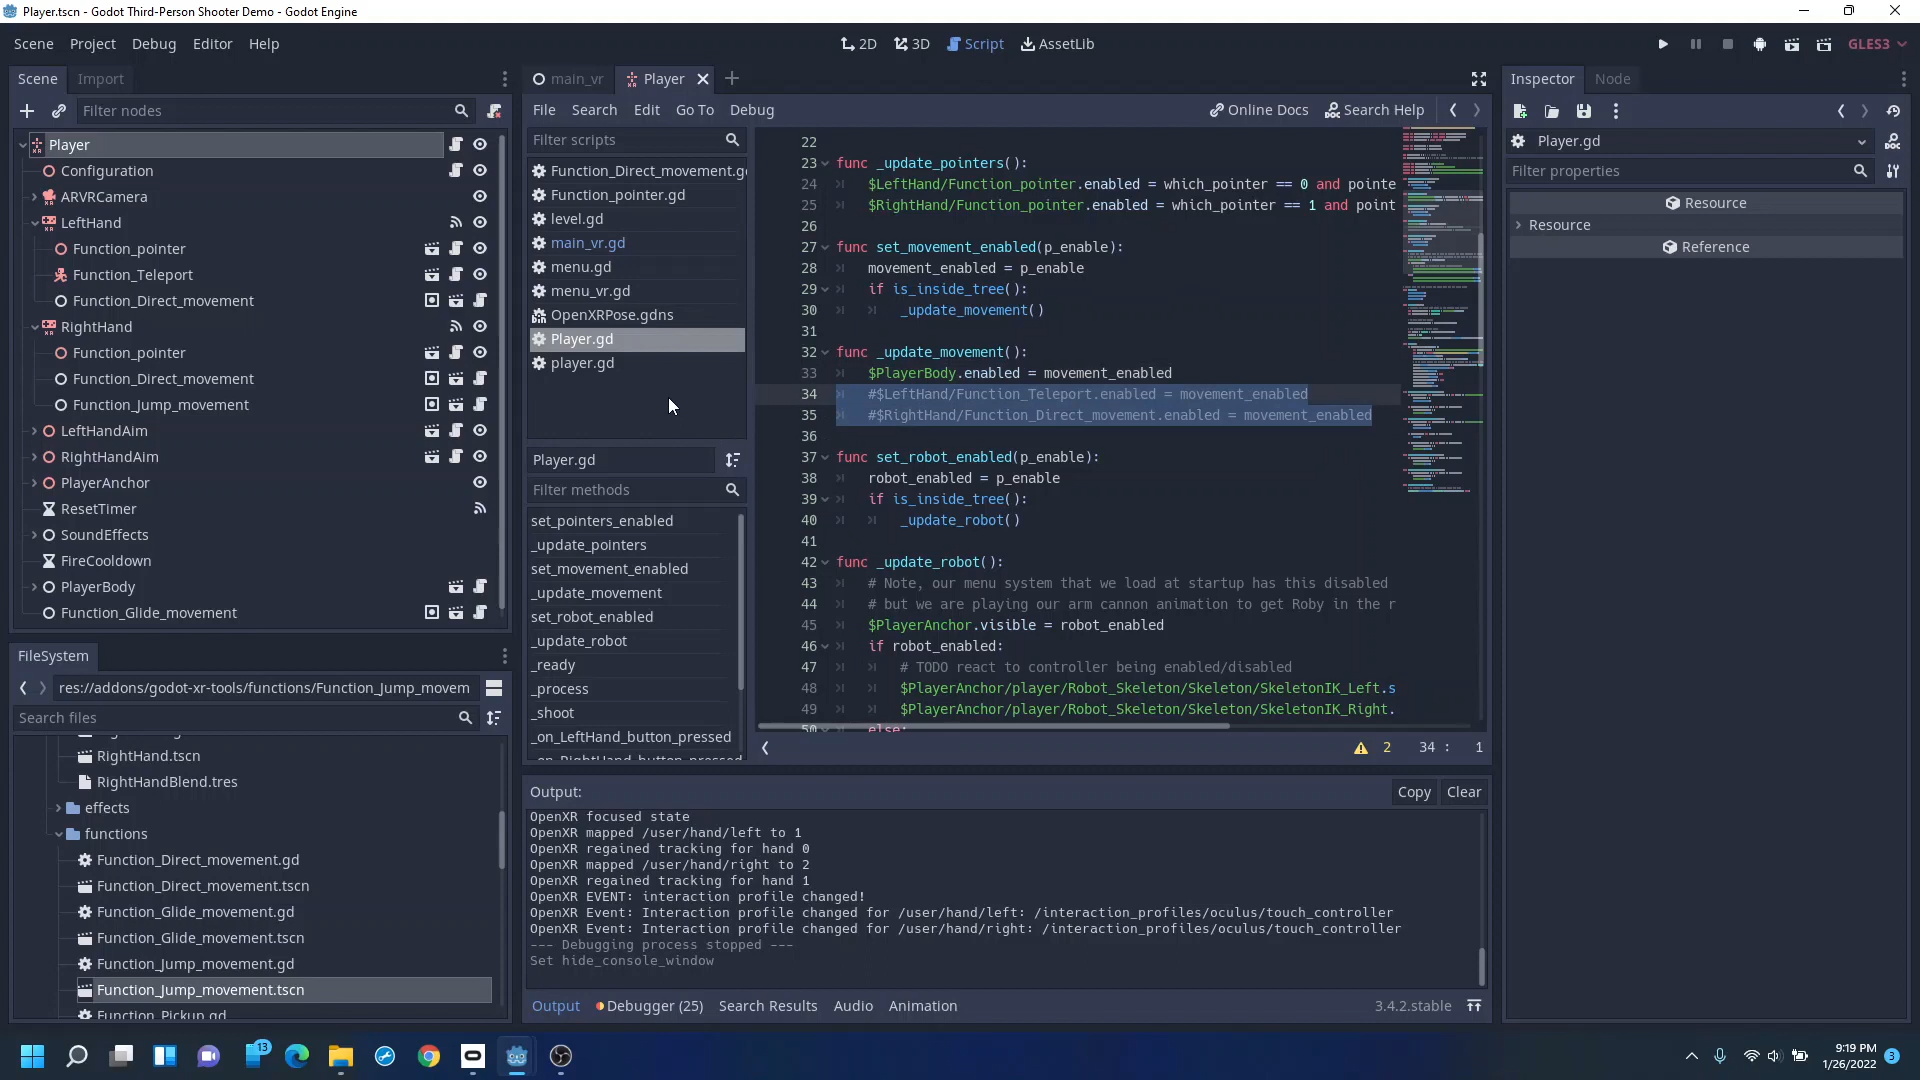 Player.tscn - Godot Third-Person Shooter Demo - Godot Engine
Scene Project Debug Editor Help
2D 3D Script AssetLib
GLES3
Scene Import
Filter nodes
Player
Configuration
ARVRCamera
LeftHand
Function_pointer
Function_Teleport
Function_Direct_movement
RightHand
Function_pointer
Function_Direct_movement
Function_Jump_movement
LeftHandAim
RightHandAim
PlayerAnchor
ResetTimer
SoundEffects
FireCooldown
PlayerBody
Function_Glide_movement
FileSystem
res://addons/godot-xr-tools/functions/Function_Jump_movem
Search files
RightHand.tscn
RightHandBlend.tres
effects
functions
Function_Direct_movement.gd
Function_Direct_movement.tscn
Function_Glide_movement.gd
Function_Glide_movement.tscn
Function_Jump_movement.gd
Function_Jump_movement.tscn
Function_Pickup.gd
main_vr Player
File Search Edit Go To Debug
Online Docs Search Help
Filter scripts
Function_Direct_movement.g
Function_pointer.gd
level.gd
main_vr.gd
menu.gd
menu_vr.gd
OpenXRPose.gdns
Player.gd
player.gd
Player.gd
Filter methods
set_pointers_enabled
_update_pointers
set_movement_enabled
_update_movement
set_robot_enabled
_update_robot
_ready
_process
_shoot
_on_LeftHand_button_pressed
_on_RightHand_button_pressed
22
23 func _update_pointers():
24 $LeftHand/Function_pointer.enabled = which_pointer == 0 and pointe
25 $RightHand/Function_pointer.enabled = which_pointer == 1 and point
26
27 func set_movement_enabled(p_enable):
28 movement_enabled = p_enable
29 if is_inside_tree():
30 _update_movement()
31
32 func _update_movement():
33 $PlayerBody.enabled = movement_enabled
34 #$LeftHand/Function_Teleport.enabled = movement_enabled
35 #$RightHand/Function_Direct_movement.enabled = movement_enabled
36
37 func set_robot_enabled(p_enable):
38 robot_enabled = p_enable
39 if is_inside_tree():
40 _update_robot()
41
42 func _update_robot():
43 # Note, our menu system that we load at startup has this disabled
44 # but we are playing our arm cannon animation to get Roby in the r
45 $PlayerAnchor.visible = robot_enabled
46 if robot_enabled:
47 # TODO react to controller being enabled/disabled
48 $PlayerAnchor/player/Robot_Skeleton/Skeleton/SkeletonIK_Left.s
49 $PlayerAnchor/player/Robot_Skeleton/Skeleton/SkeletonIK_Right.
50 else:
2 34 : 1
Output:
Copy Clear
OpenXR focused state
OpenXR mapped /user/hand/left to 1
OpenXR regained tracking for hand 0
OpenXR mapped /user/hand/right to 2
OpenXR regained tracking for hand 1
OpenXR EVENT: interaction profile changed!
OpenXR Event: Interaction profile changed for /user/hand/left: /interaction_profiles/oculus/touch_controller
OpenXR Event: Interaction profile changed for /user/hand/right: /interaction_profiles/oculus/touch_controller
--- Debugging process stopped ---
Set hide_console_window
Output Debugger (25) Search Results Audio Animation
3.4.2.stable
Inspector Node
Player.gd
Filter properties
Resource
Resource
Reference
13
9:19 PM
1/26/2022
3